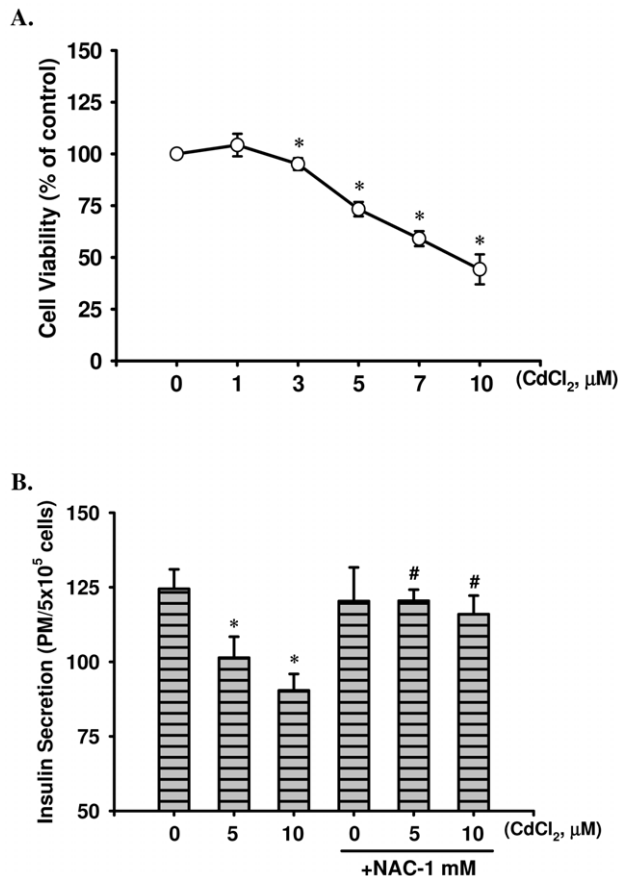 A.
Cell Viability (% of control)
150
125
100
75
50
25
0
*
*
*
*
0 1 3 5 7 10 (CdCl₂, μM)
B.
Insulin Secretion (PM/5x10⁵ cells)
150
125
100
75
50
*
*
#
#
0 5 10 0 5 10 (CdCl₂, μM)
+NAC-1 mM